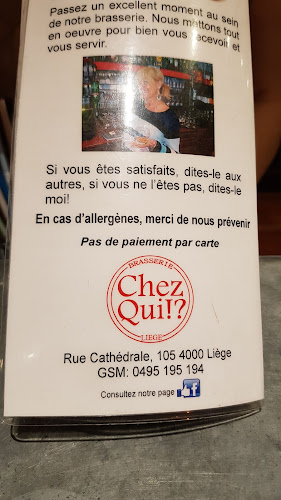 Passez un excellent moment au sein
de notre brasserie. Nous mettons tout
en oeuvre pour bien vous recevoir et
vous servir.
Si vous êtes satisfaits, dites-le aux
autres, si vous ne l'êtes pas, dites-le
moi!
En cas d'allergènes, merci de nous prévenir
Pas de paiement par carte
BRASSERIE
Chez
Qui!?
LIEGE
Rue Cathédrale, 105 4000 Liège
GSM: 0495 195 194
Consultez notre page f